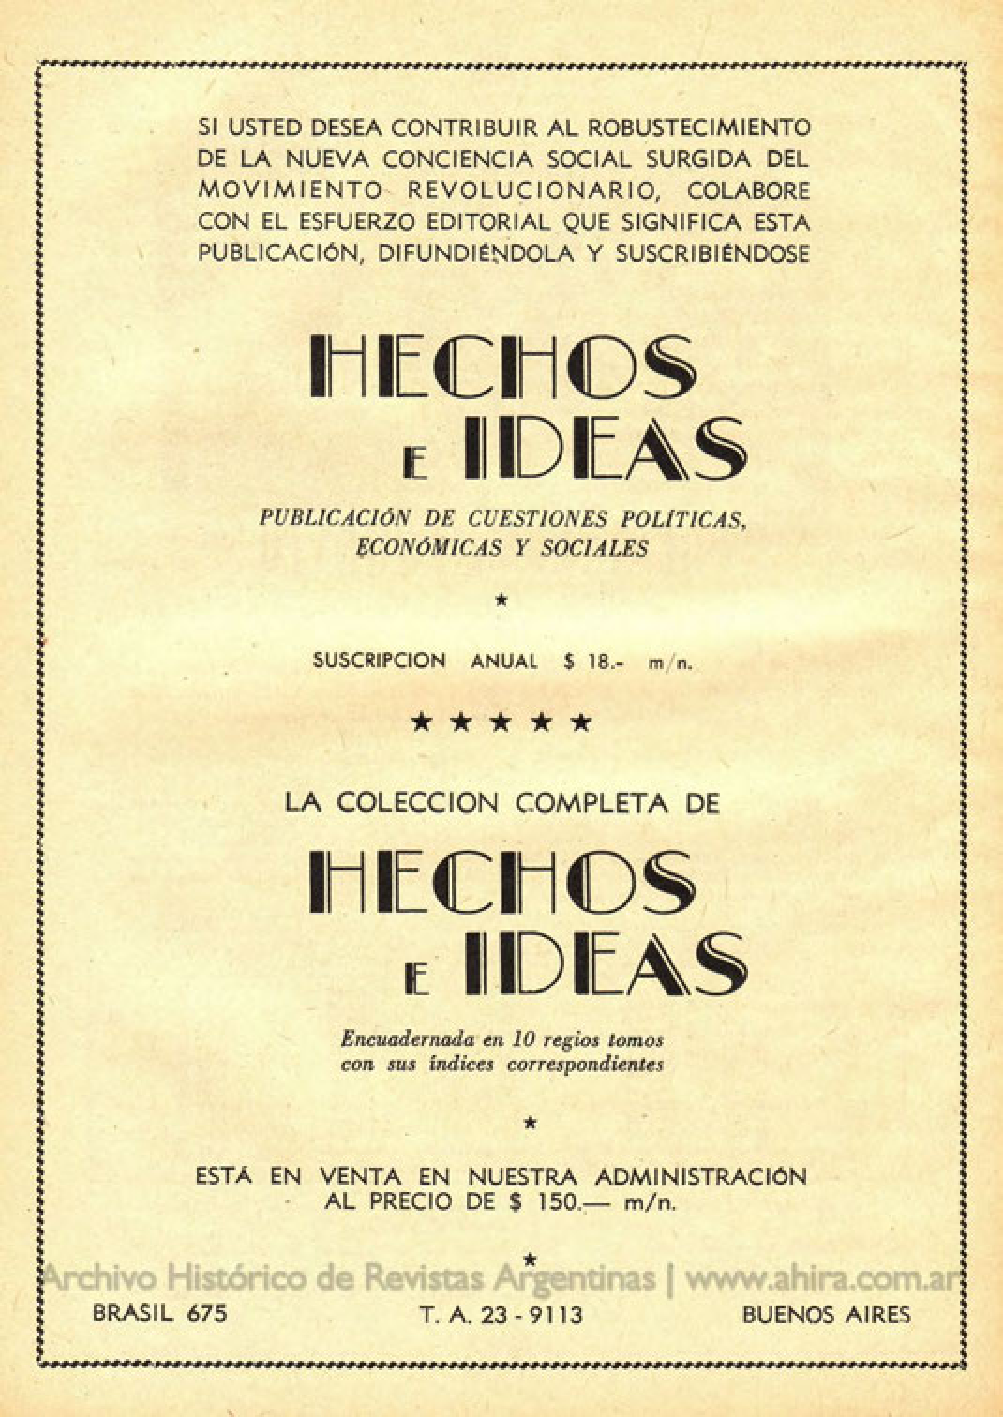 SI USTED DESEA CONTRIBUIR AL ROBUSTECIMIENTO
DE LA NUEVA CONCIENCIA SOCIAL SURGIDA DEL
MOVIMIENTO REVOLUCIONARIO, COLABORE
CON EL ESFUERZO EDITORIAL QUE SIGNIFICA ESTA
PUBLICACIÓN, DIFUNDIÉNDOLA Y SUSCRIBIÉNDOSE
HECHOS
E IDEAS
PUBLICACIÓN DE CUESTIONES POLÍTICAS,
ECONÓMICAS Y SOCIALES
★
SUSCRIPCION ANUAL $ 18.- m/n.
★ ★ ★ ★ ★
LA COLECCION COMPLETA DE
HECHOS
E IDEAS
Encuadernada en 10 regios tomos
con sus índices correspondientes
★
ESTÁ EN VENTA EN NUESTRA ADMINISTRACIÓN
AL PRECIO DE $ 150.— m/n.
★
Archivo Histórico de Revistas Argentinas | www.ahira.com.ar
BRASIL 675 T. A. 23 - 9113 BUENOS AIRES